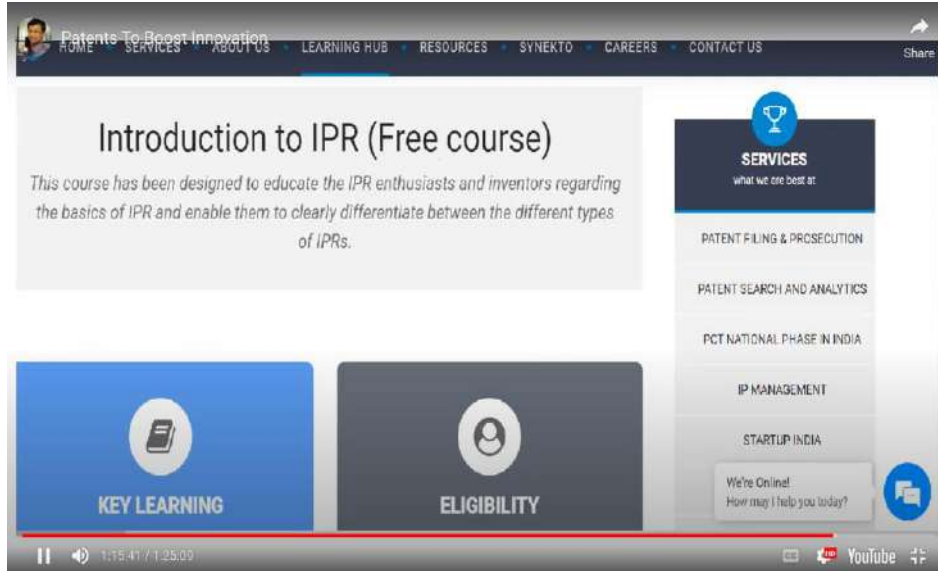 Patents To Boost Innovation
HOME SERVICES ABOUT US LEARNING HUB RESOURCES SYNEKTO CAREERS CONTACT US
Share
Introduction to IPR (Free course)
This course has been designed to educate the IPR enthusiasts and inventors regarding
the basics of IPR and enable them to clearly differentiate between the different types
of IPRs.
SERVICES
what we are best at
PATENT FILING & PROSECUTION
PATENT SEARCH AND ANALYTICS
PCT NATIONAL PHASE IN INDIA
IP MANAGEMENT
STARTUP INDIA
KEY LEARNING
ELIGIBILITY
We're Online!
How may I help you today?
1:15:41 / 1:25:09
CC
HD
YouTube